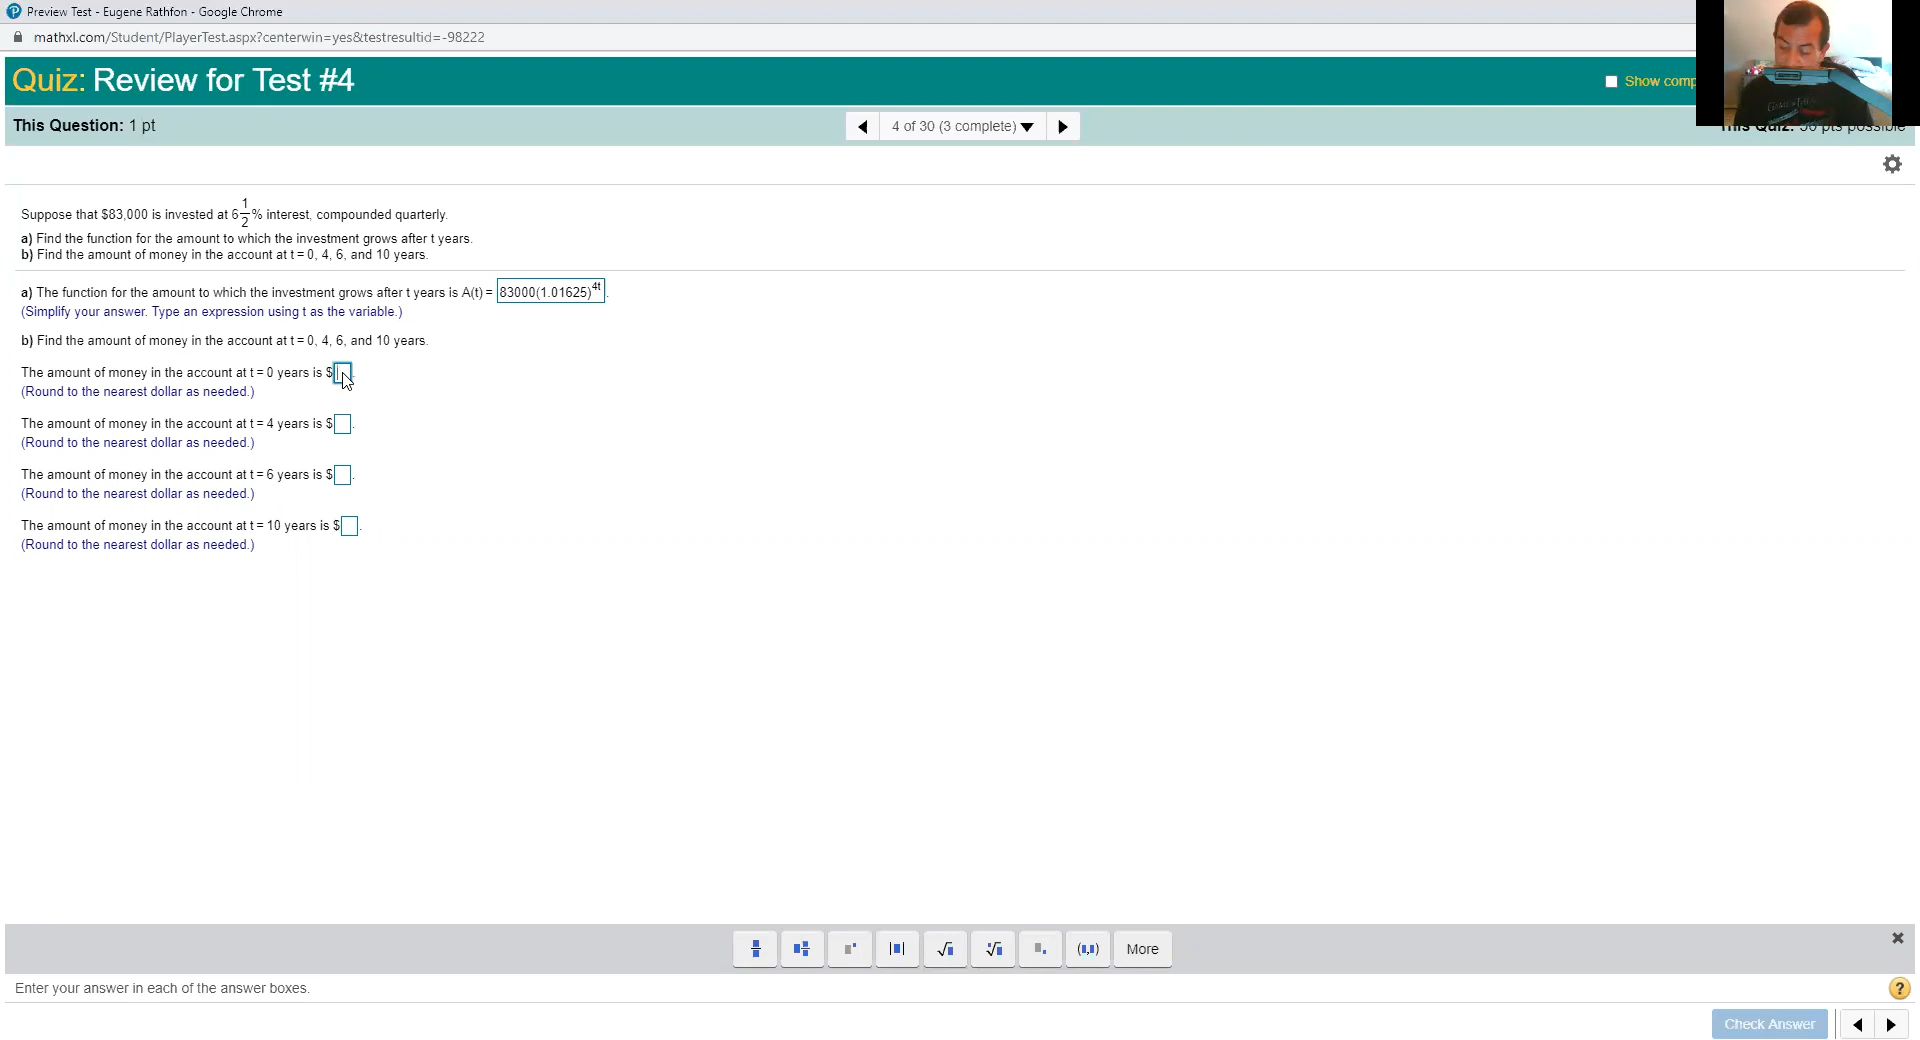 Preview Test - Eugene Rathfon - Google Chrome
mathxl.com/Student/PlayerTest.aspx?centerwin=yes&testresultid=-98222
Quiz: Review for Test #4
Show comp
This Question: 1 pt
4 of 30 (3 complete)
This Quiz: 30 pts possible
Suppose that $83,000 is invested at 6 1/2 % interest, compounded quarterly.
a) Find the function for the amount to which the investment grows after t years.
b) Find the amount of money in the account at t = 0, 4, 6, and 10 years.
a) The function for the amount to which the investment grows after t years is A(t) = 83000(1.01625)^4t.
(Simplify your answer. Type an expression using t as the variable.)
b) Find the amount of money in the account at t = 0, 4, 6, and 10 years.
The amount of money in the account at t = 0 years is $ .
(Round to the nearest dollar as needed.)
The amount of money in the account at t = 4 years is $ .
(Round to the nearest dollar as needed.)
The amount of money in the account at t = 6 years is $ .
(Round to the nearest dollar as needed.)
The amount of money in the account at t = 10 years is $ .
(Round to the nearest dollar as needed.)
More
Enter your answer in each of the answer boxes.
?
Check Answer